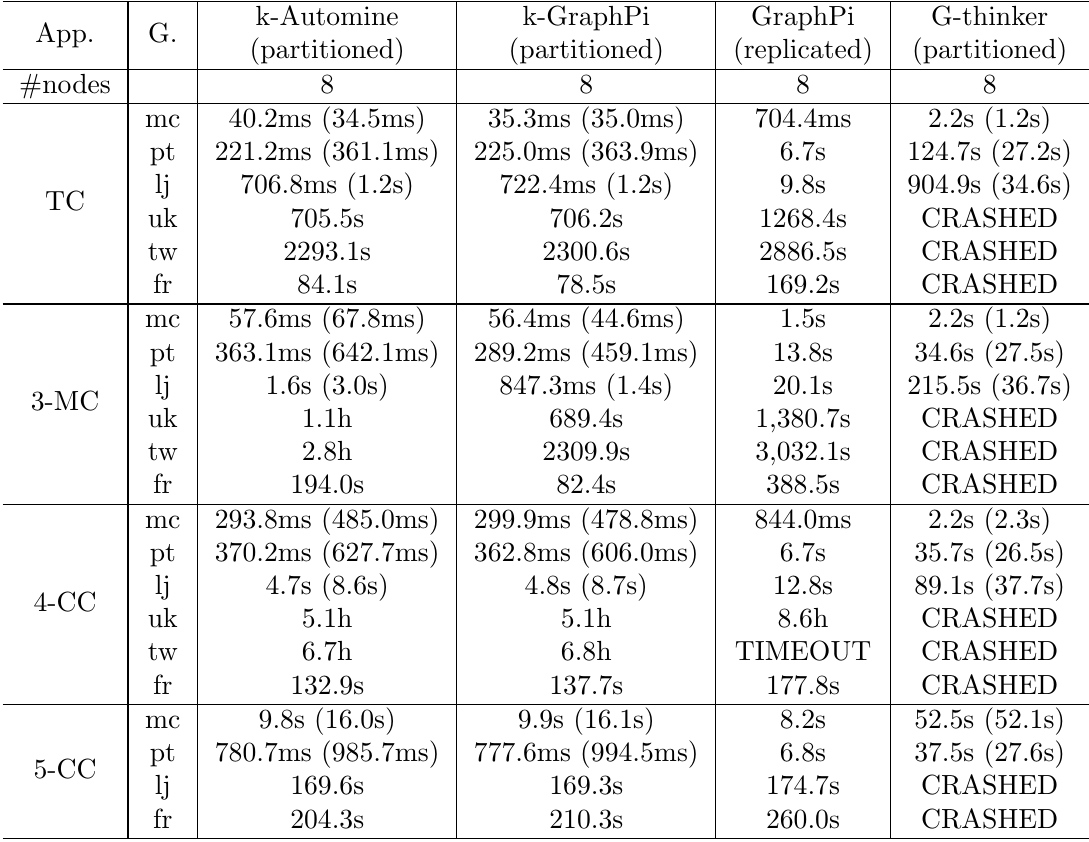 App. G. k-Automine (partitioned) k-GraphPi (partitioned) GraphPi (replicated) G-thinker (partitioned)
#nodes 8 8 8 8
TC
mc 40.2ms (34.5ms) 35.3ms (35.0ms) 704.4ms 2.2s (1.2s)
pt 221.2ms (361.1ms) 225.0ms (363.9ms) 6.7s 124.7s (27.2s)
lj 706.8ms (1.2s) 722.4ms (1.2s) 9.8s 904.9s (34.6s)
uk 705.5s 706.2s 1268.4s CRASHED
tw 2293.1s 2300.6s 2886.5s CRASHED
fr 84.1s 78.5s 169.2s CRASHED
3-MC
mc 57.6ms (67.8ms) 56.4ms (44.6ms) 1.5s 2.2s (1.2s)
pt 363.1ms (642.1ms) 289.2ms (459.1ms) 13.8s 34.6s (27.5s)
lj 1.6s (3.0s) 847.3ms (1.4s) 20.1s 215.5s (36.7s)
uk 1.1h 689.4s 1,380.7s CRASHED
tw 2.8h 2309.9s 3,032.1s CRASHED
fr 194.0s 82.4s 388.5s CRASHED
4-CC
mc 293.8ms (485.0ms) 299.9ms (478.8ms) 844.0ms 2.2s (2.3s)
pt 370.2ms (627.7ms) 362.8ms (606.0ms) 6.7s 35.7s (26.5s)
lj 4.7s (8.6s) 4.8s (8.7s) 12.8s 89.1s (37.7s)
uk 5.1h 5.1h 8.6h CRASHED
tw 6.7h 6.8h TIMEOUT CRASHED
fr 132.9s 137.7s 177.8s CRASHED
5-CC
mc 9.8s (16.0s) 9.9s (16.1s) 8.2s 52.5s (52.1s)
pt 780.7ms (985.7ms) 777.6ms (994.5ms) 6.8s 37.5s (27.6s)
lj 169.6s 169.3s 174.7s CRASHED
fr 204.3s 210.3s 260.0s CRASHED